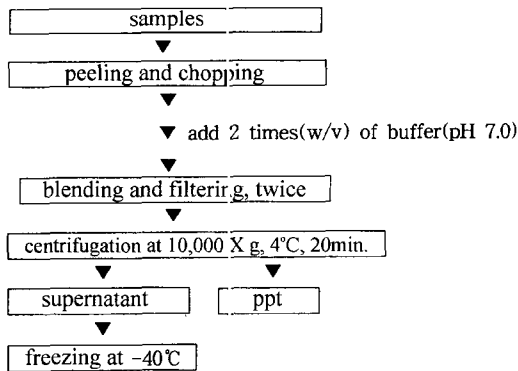 samples
peeling and chopping
add 2 times(w/v) of buffer(pH 7.0)
blending and filtering, twice
centrifugation at 10,000 X g, 4℃, 20min.
supernatant ppt
freezing at -40℃